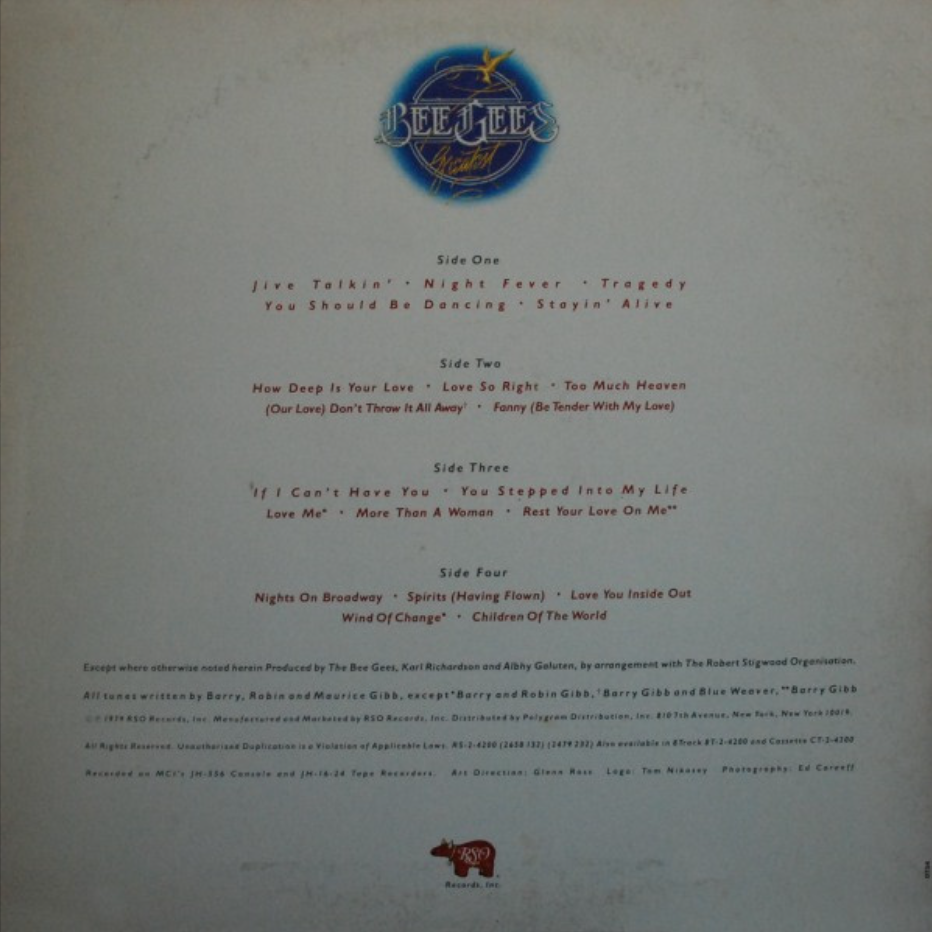 BEE GEES
Greatest
Side One
Jive Talkin' • Night Fever • Tragedy
You Should Be Dancing • Stayin' Alive
Side Two
How Deep Is Your Love • Love So Right • Too Much Heaven
(Our Love) Don't Throw It All Away† • Fanny (Be Tender With My Love)
Side Three
If I Can't Have You • You Stepped Into My Life
Love Me* • More Than A Woman • Rest Your Love On Me**
Side Four
Nights On Broadway • Spirits (Having Flown) • Love You Inside Out
Wind Of Change* • Children Of The World
Except where otherwise noted herein Produced by The Bee Gees, Karl Richardson and Albhy Galuten, by arrangement with The Robert Stigwood Organisation.
All tunes written by Barry, Robin and Maurice Gibb, except *Barry and Robin Gibb, †Barry Gibb and Blue Weaver, **Barry Gibb
©℗ 1979 RSO Records, Inc. Manufactured and Marketed by RSO Records, Inc. Distributed by Polygram Distribution, Inc. 810 7th Avenue, New York, New York 10019.
All Rights Reserved. Unauthorized Duplication is a Violation of Applicable Laws. RS-2-4200 (2658 132) (2479 232) Also available in 8Track 8T-2-4200 and Cassette CT-2-4200
Recorded on MCI's JH-556 Console and JH-16-24 Tape Recorders. Art Direction: Glenn Ross Logo: Tom Nikosey Photography: Ed Caraeff
RSO
Records, Inc.